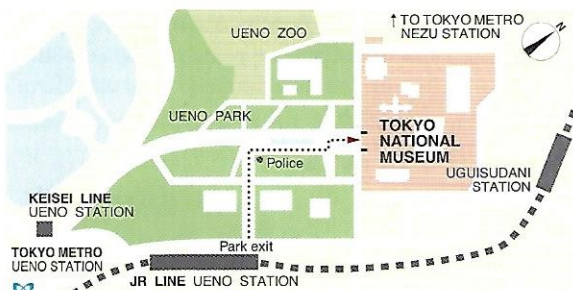 UENO ZOO
↑ TO TOKYO METRO
NEZU STATION
UENO PARK
TOKYO
NATIONAL
MUSEUM
Police
UGUISUDANI
STATION
KEISEI LINE
UENO STATION
Park exit
TOKYO METRO
UENO STATION
JR LINE UENO STATION